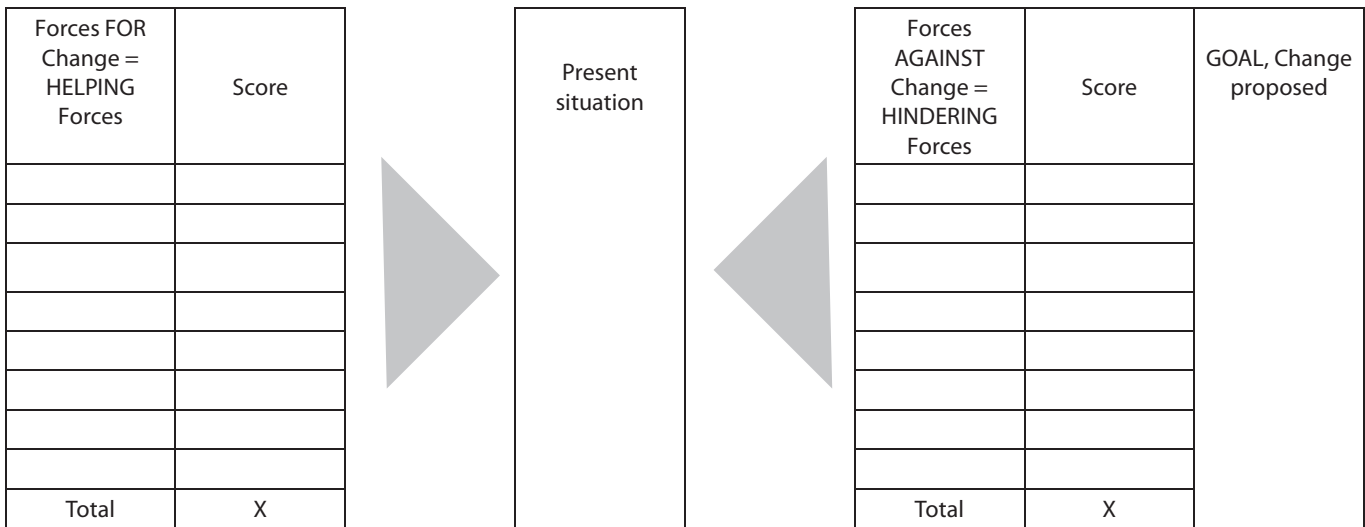 Forces FOR
Change =
HELPING
Forces
Score
Present
situation
Forces
AGAINST
Change =
HINDERING
Forces
Score
GOAL, Change
proposed
Total
X
Total
X